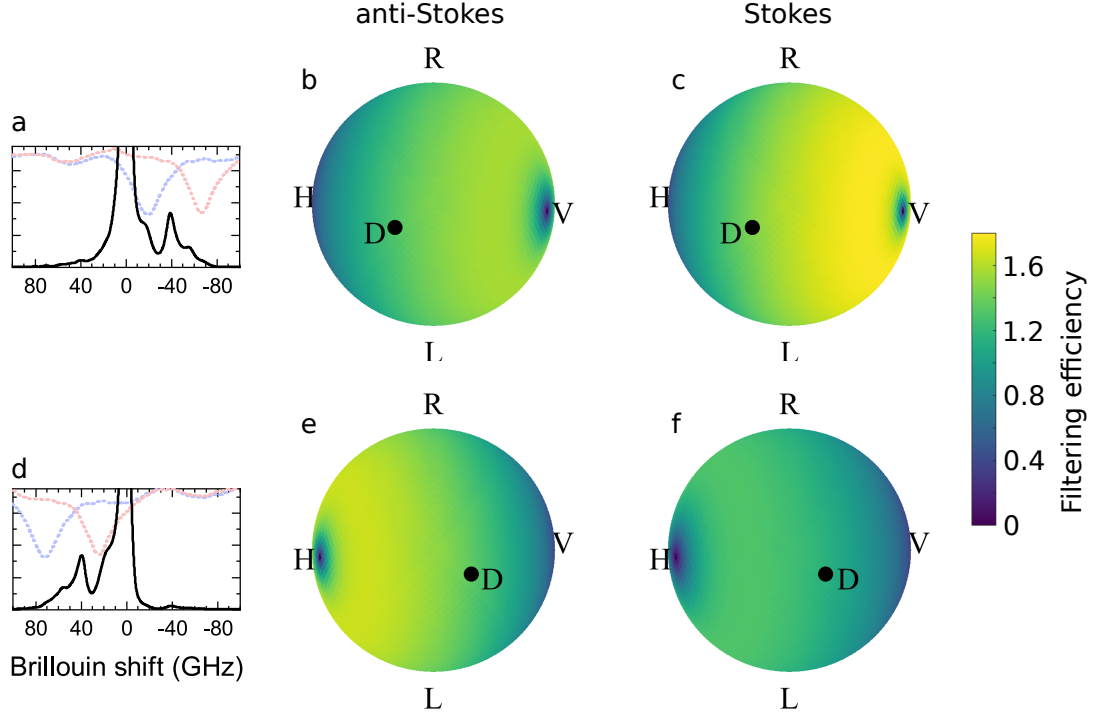 anti-Stokes Stokes
b R c R
a
H D V H D V
80 40 0 -40 -80
L L
1.6
1.2
0.8
0.4
0
Filtering efficiency
e R f R
d
H D V H D V
80 40 0 -40 -80
Brillouin shift (GHz)
L L